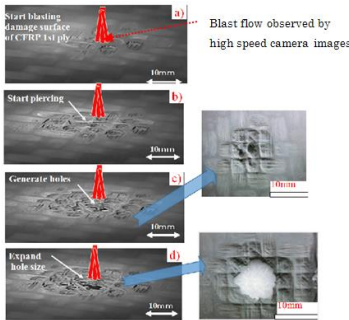 Start blasting
damage surface
of CFRP 1st ply
a)
10mm
Blast flow observed by
high speed camera images
b)
Start piercing
10mm
Generate holes
c)
10mm
10mm
Expand
hole size
d)
10mm
10mm